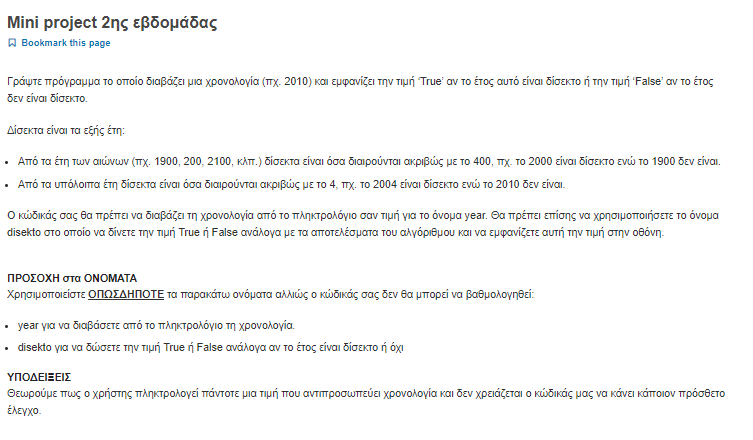 Mini project 2ης εβδομάδας
Bookmark this page
Γράψτε πρόγραμμα το οποίο διαβάζει μια χρονολογία (πχ. 2010) και εμφανίζει την τιμή ‘True’ αν το έτος αυτό είναι δίσεκτο ή την τιμή ‘False’ αν το έτος
δεν είναι δίσεκτο.
Δίσεκτα είναι τα εξής έτη:
• Από τα έτη των αιώνων (πχ. 1900, 200, 2100, κλπ.) δίσεκτα είναι όσα διαιρούνται ακριβώς με το 400, πχ. το 2000 είναι δίσεκτο ενώ το 1900 δεν είναι.
• Από τα υπόλοιπα έτη δίσεκτα είναι όσα διαιρούνται ακριβώς με το 4, πχ. το 2004 είναι δίσεκτο ενώ το 2010 δεν είναι.
Ο κώδικάς σας θα πρέπει να διαβάζει τη χρονολογία από το πληκτρολόγιο σαν τιμή για το όνομα year. Θα πρέπει επίσης να χρησιμοποιήσετε το όνομα
disekto στο οποίο να δίνετε την τιμή True ή False ανάλογα με τα αποτελέσματα του αλγόριθμου και να εμφανίζετε αυτή την τιμή στην οθόνη.
ΠΡΟΣΟΧΗ στα ΟΝΟΜΑΤΑ
Χρησιμοποιείστε ΟΠΩΣΔΗΠΟΤΕ τα παρακάτω ονόματα αλλιώς ο κώδικάς σας δεν θα μπορεί να βαθμολογηθεί:
• year για να διαβάσετε από το πληκτρολόγιο τη χρονολογία.
• disekto για να δώσετε την τιμή True ή False ανάλογα αν το έτος είναι δίσεκτο ή όχι
ΥΠΟΔΕΙΞΕΙΣ
Θεωρούμε πως ο χρήστης πληκτρολογεί πάντοτε μια τιμή που αντιπροσωπεύει χρονολογία και δεν χρειάζεται ο κώδικάς μας να κάνει κάποιον πρόσθετο
έλεγχο.